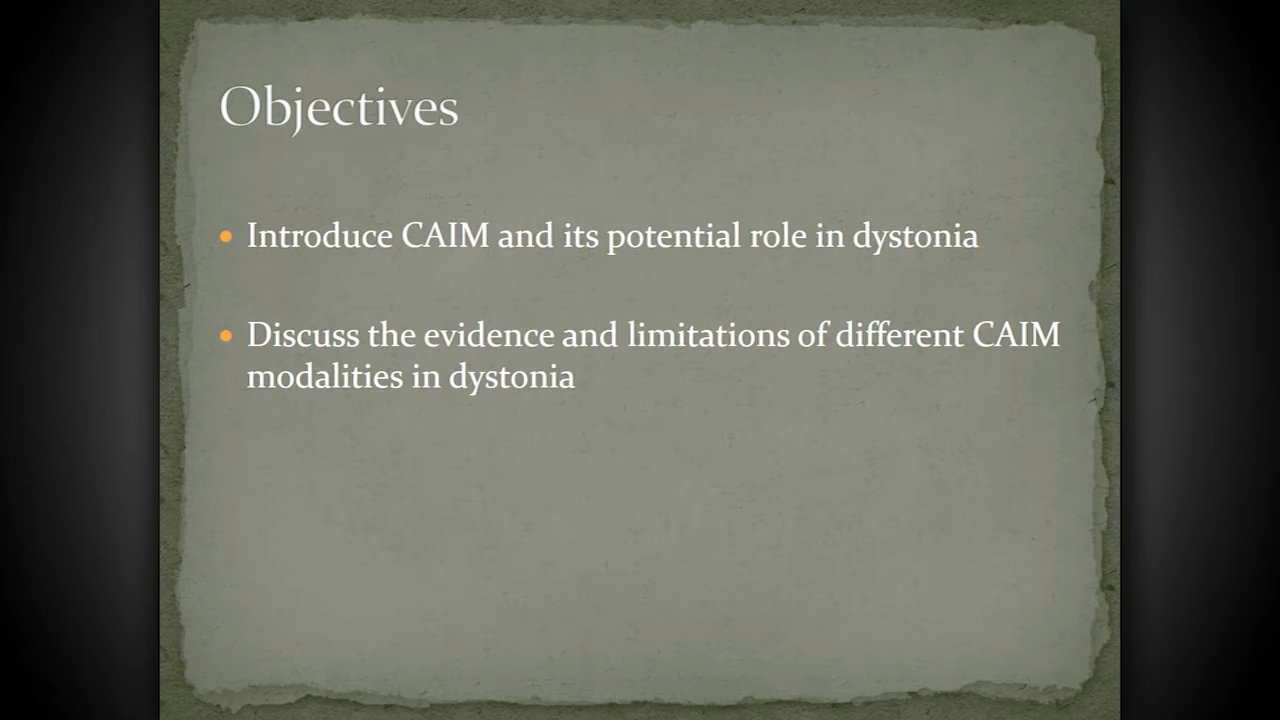 Objectives
• Introduce CAIM and its potential role in dystonia
• Discuss the evidence and limitations of different CAIM
modalities in dystonia